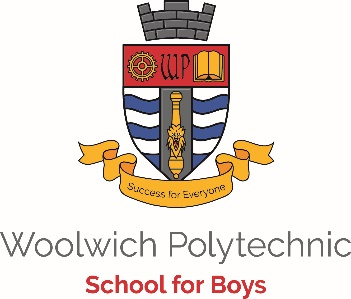 WP
Success for Everyone
Woolwich Polytechnic
School for Boys